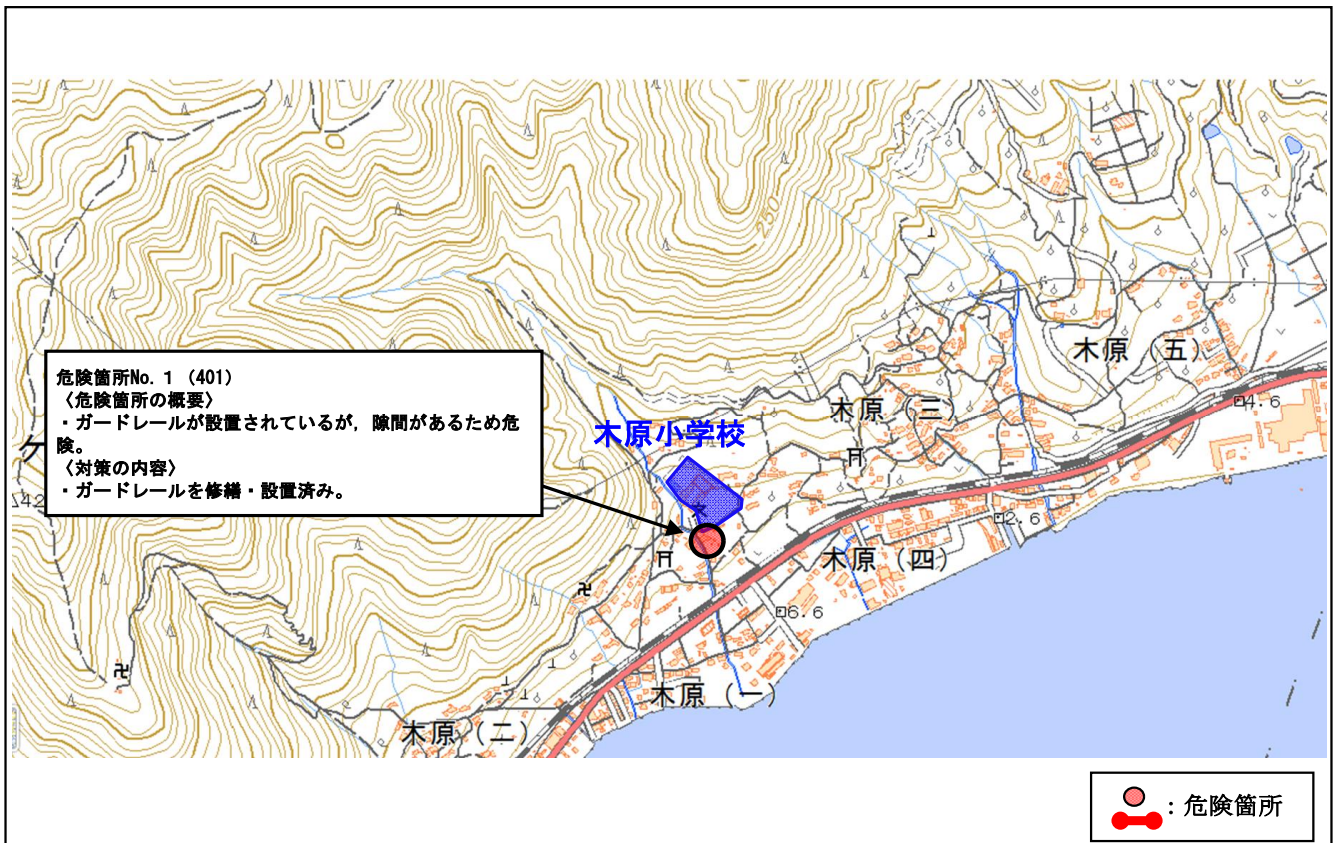 250
危険箇所No. 1 (401)
〈危険箇所の概要〉
・ガードレールが設置されているが, 隙間があるため危
険。
〈対策の内容〉
・ガードレールを修繕・設置済み。
木原（五）
4.6
木原（三）
木原小学校
文
2.6
木原（四）
6.6
木原（一）
木原（二）
：危険箇所